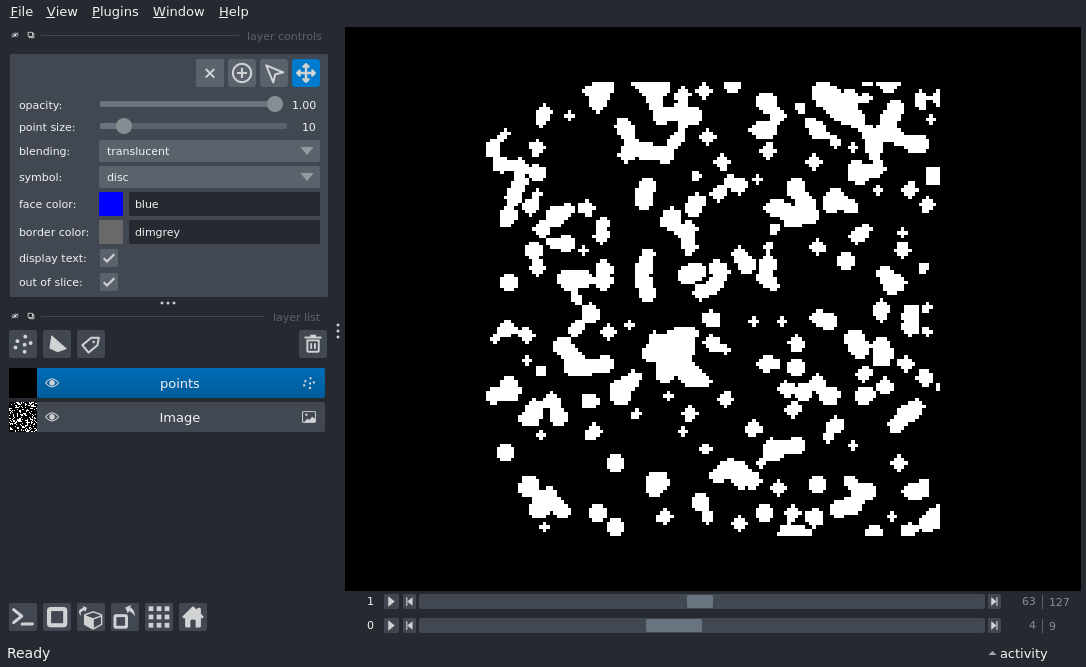 File View Plugins Window Help
layer controls
opacity: 1.00
point size: 10
blending: translucent
symbol: disc
face color: blue
border color: dimgrey
display text:
out of slice:
layer list
points
Image
1 63 | 127
0 4 | 9
Ready activity